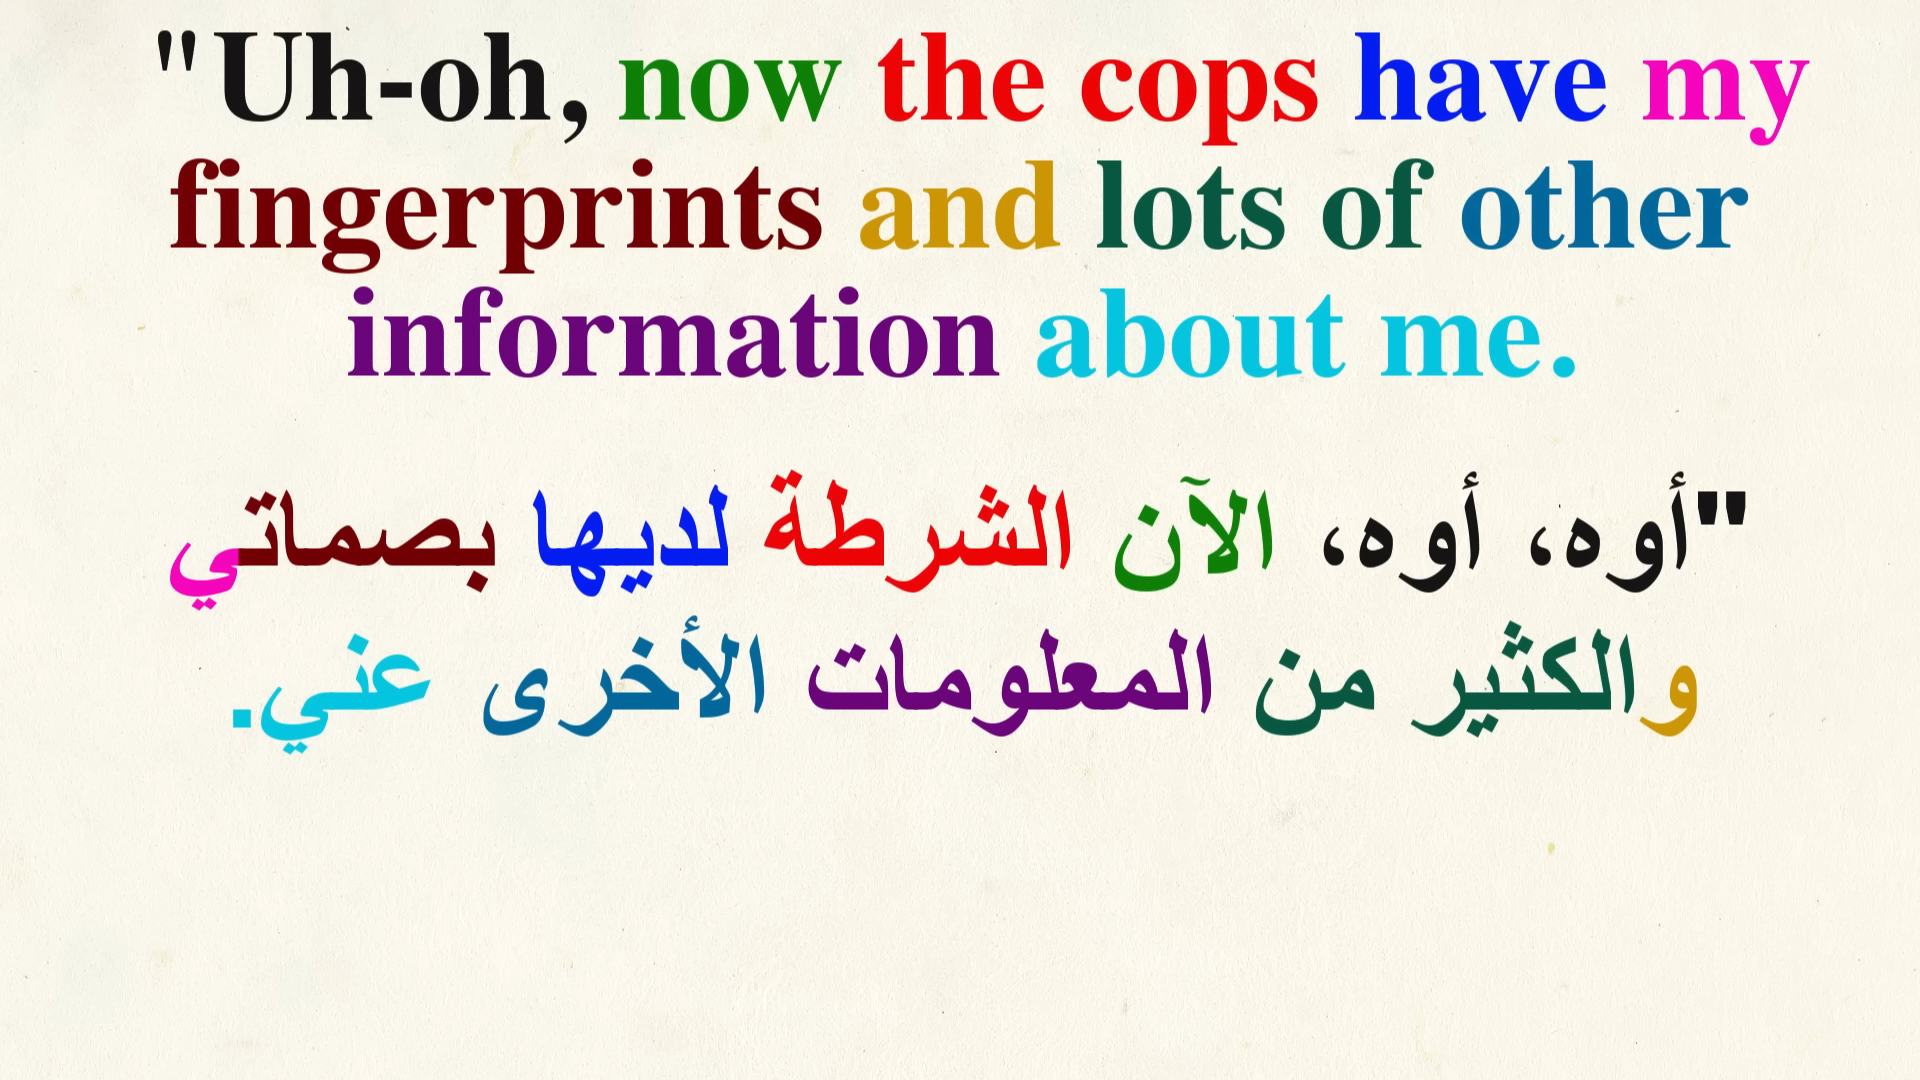 "Uh-oh, now the cops have my
fingerprints and lots of other
information about me.
"أوه، أوه، الآن الشرطة لديها بصماتي
والكثير من المعلومات الأخرى عني.